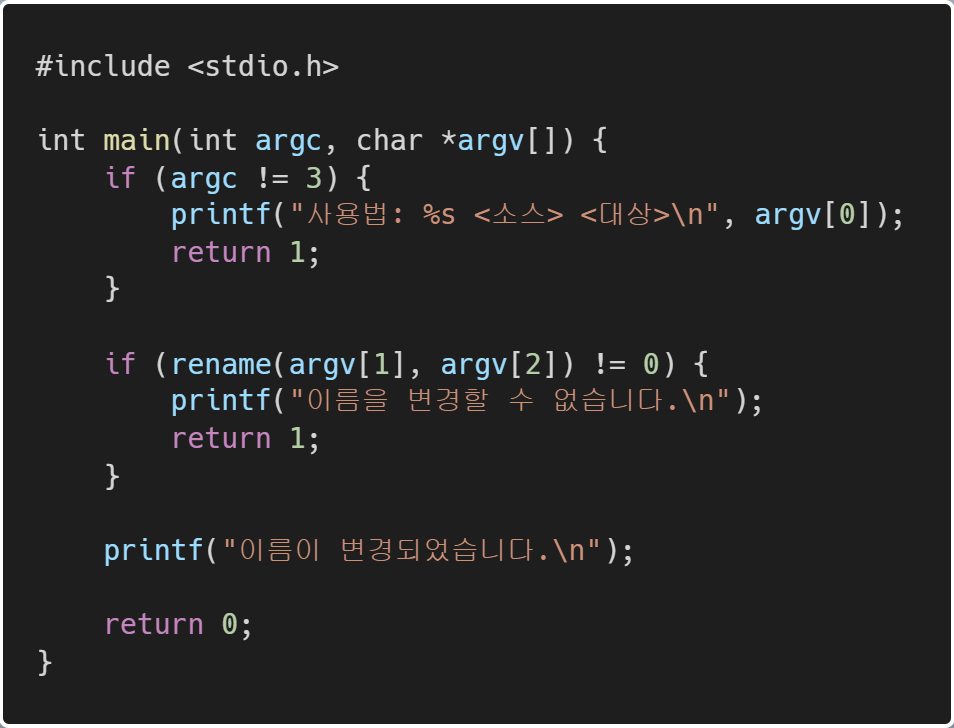 #include <stdio.h>
int main(int argc, char *argv[]) {
    if (argc != 3) {
        printf("사용법: %s <소스> <대상>\n", argv[0]);
        return 1;
    }
    if (rename(argv[1], argv[2]) != 0) {
        printf("이름을 변경할 수 없습니다.\n");
        return 1;
    }
    printf("이름이 변경되었습니다.\n");
    return 0;
}